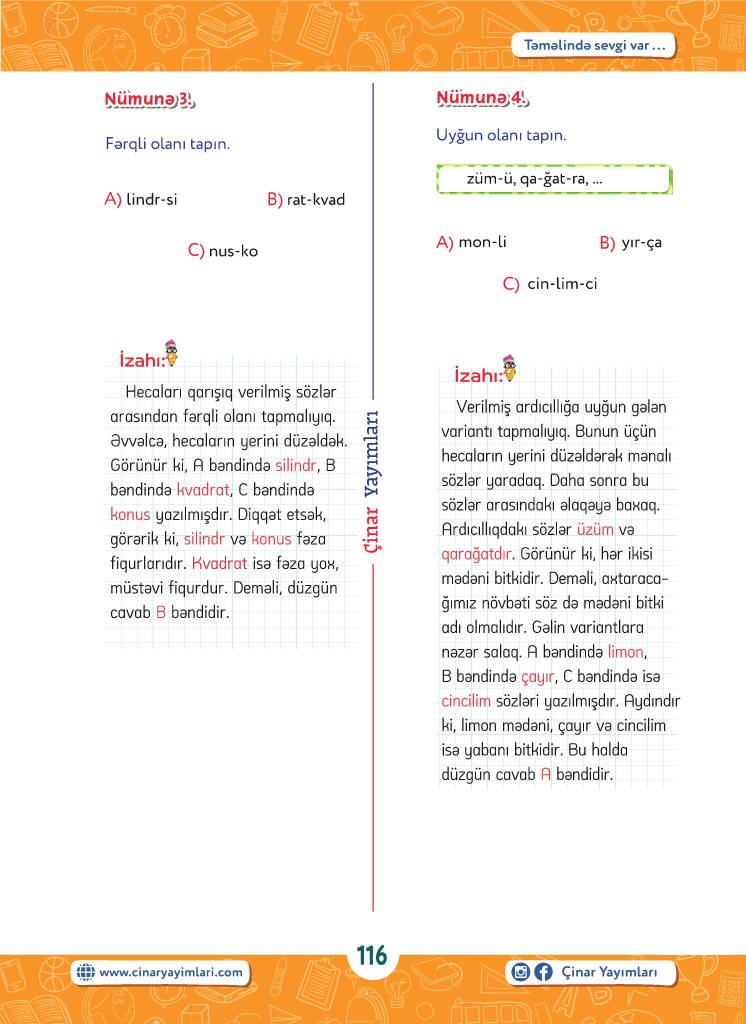 Təməlində sevgi var ...
Nümunə 3.
Fərqli olanı tapın.
A) lindr-si
B) rat-kvad
C) nus-ko
İzahı:
Hecaları qarışıq verilmiş sözlər
arasından fərqli olanı tapmalıyıq.
Əvvəlcə, hecaların yerini düzəldək.
Görünür ki, A bəndində silindr, B
bəndində kvadrat, C bəndində
konus yazılmışdır. Diqqət etsək,
görərik ki, silindr və konus fəza
fiqurlarıdır. Kvadrat isə fəza yox,
müstəvi fiqurdur. Deməli, düzgün
cavab B bəndidir.
Çinar Yayımları
Nümunə 4.
Uyğun olanı tapın.
züm-ü, qa-ğat-ra, ...
A) mon-li
B) yır-ça
C) cin-lim-ci
İzahı:
Verilmiş ardıcıllığa uyğun gələn
variantı tapmalıyıq. Bunun üçün
hecaların yerini düzəldərək mənalı
sözlər yaradaq. Daha sonra bu
sözlər arasındakı əlaqəyə baxaq.
Ardıcıllıqdakı sözlər üzüm və
qarağatdır. Görünür ki, hər ikisi
mədəni bitkidir. Deməli, axtaraca-
ğımız növbəti söz də mədəni bitki
adı olmalıdır. Gəlin variantlara
nəzər salaq. A bəndində limon,
B bəndində çayır, C bəndində isə
cincilim sözləri yazılmışdır. Aydındır
ki, limon mədəni, çayır və cincilim
isə yabanı bitkidir. Bu halda
düzgün cavab A bəndidir.
116
www.cinaryayimlari.com
Çinar Yayımları